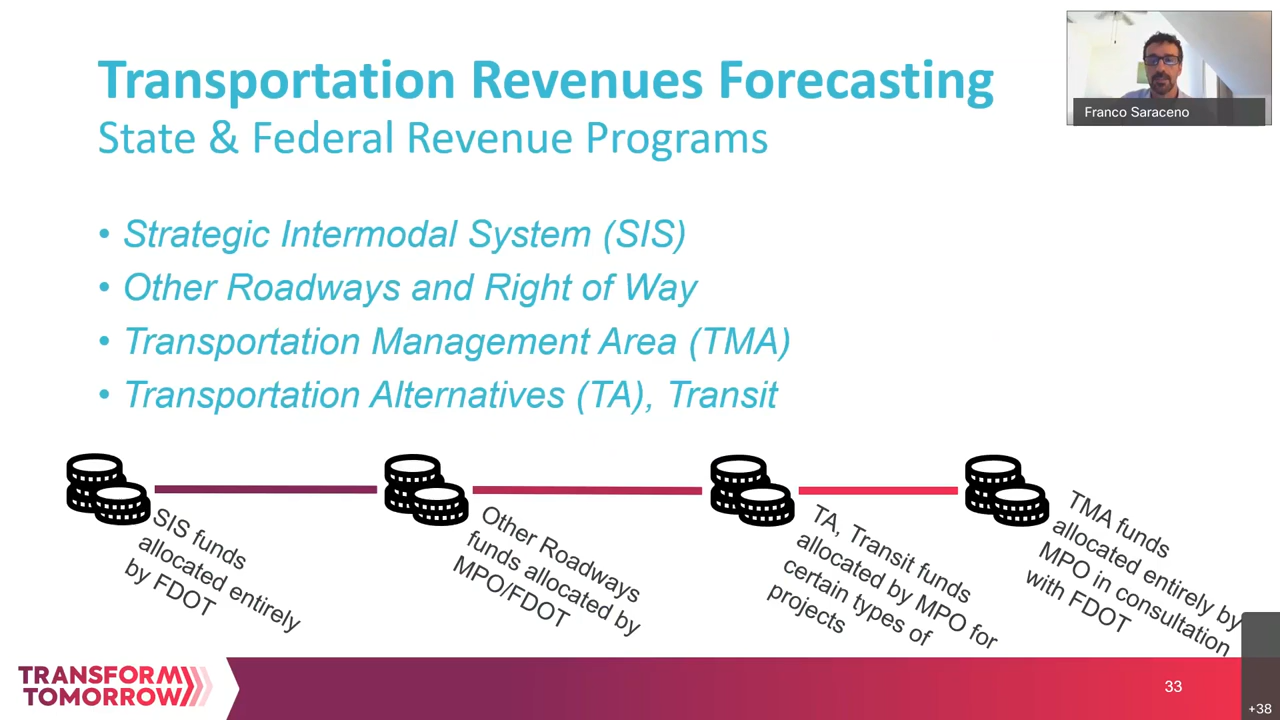 Transportation Revenues Forecasting
State & Federal Revenue Programs
Franco Saraceno
• Strategic Intermodal System (SIS)
• Other Roadways and Right of Way
• Transportation Management Area (TMA)
• Transportation Alternatives (TA), Transit
SIS funds
allocated entirely
by FDOT
Other Roadways
funds allocated by
MPO/FDOT
TA, Transit funds
allocated by MPO for
certain types of
projects
TMA funds
allocated entirely by
MPO in consultation
with FDOT
TRANSFORM
TOMORROW
33
+38